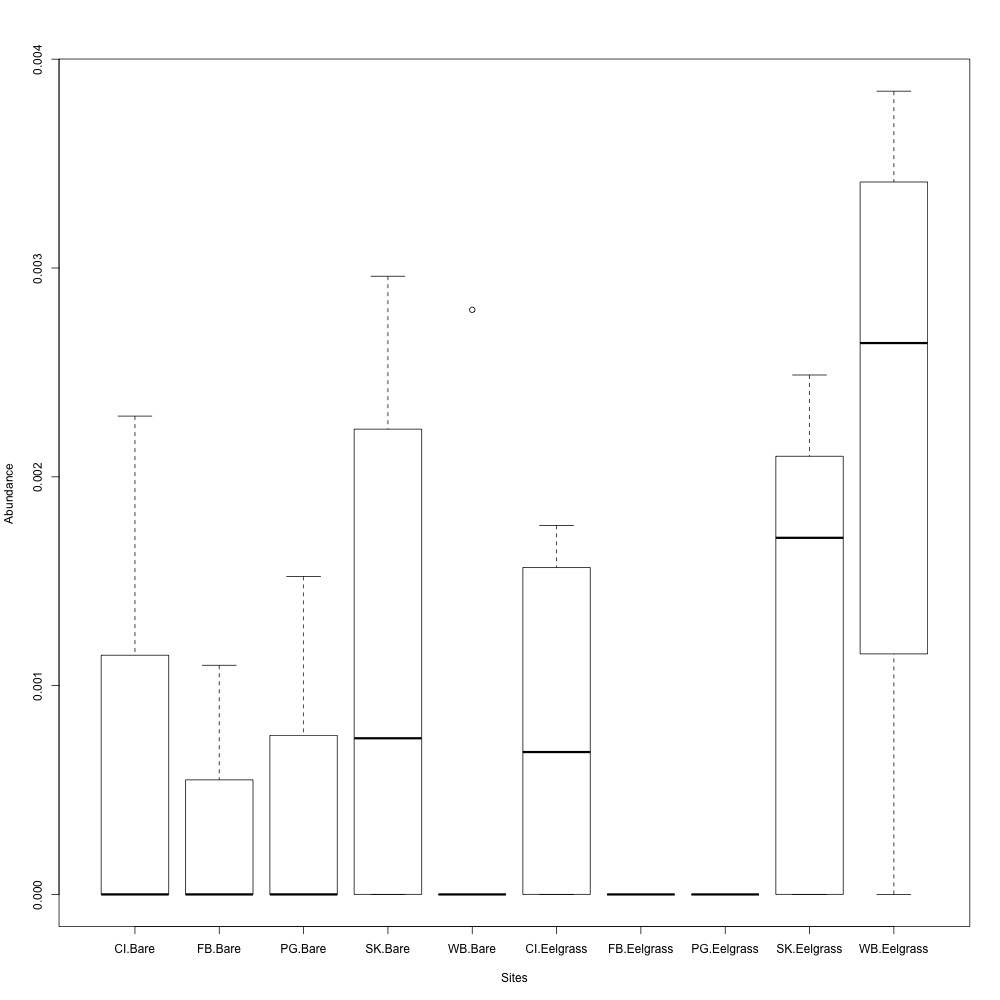 0.004
0.003
0.002
0.001
0.000
Abundance
CI.Bare FB.Bare PG.Bare SK.Bare WB.Bare CI.Eelgrass FB.Eelgrass PG.Eelgrass SK.Eelgrass WB.Eelgrass
Sites